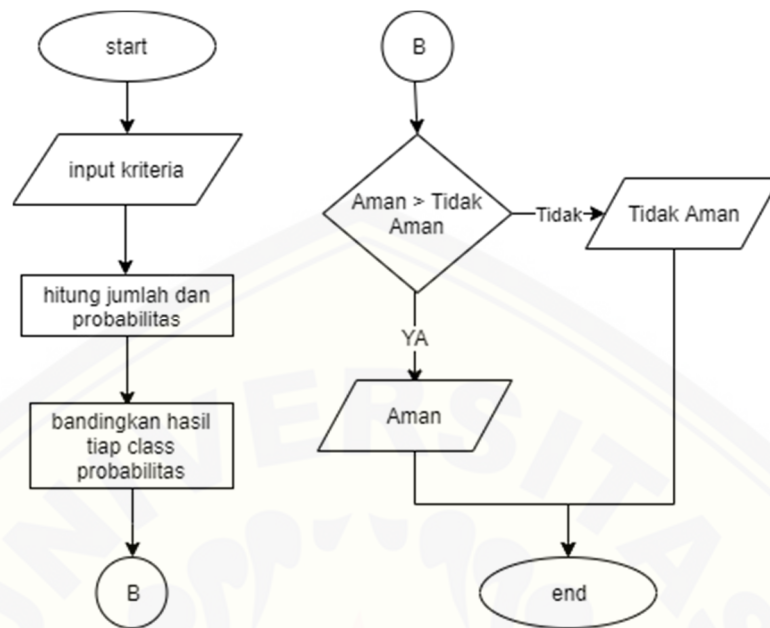 start
input kriteria
hitung jumlah dan
probabilitas
bandingkan hasil
tiap class
probabilitas
B
B
Aman > Tidak
Aman
Tidak
Tidak Aman
YA
Aman
end
UNIVERSITAS